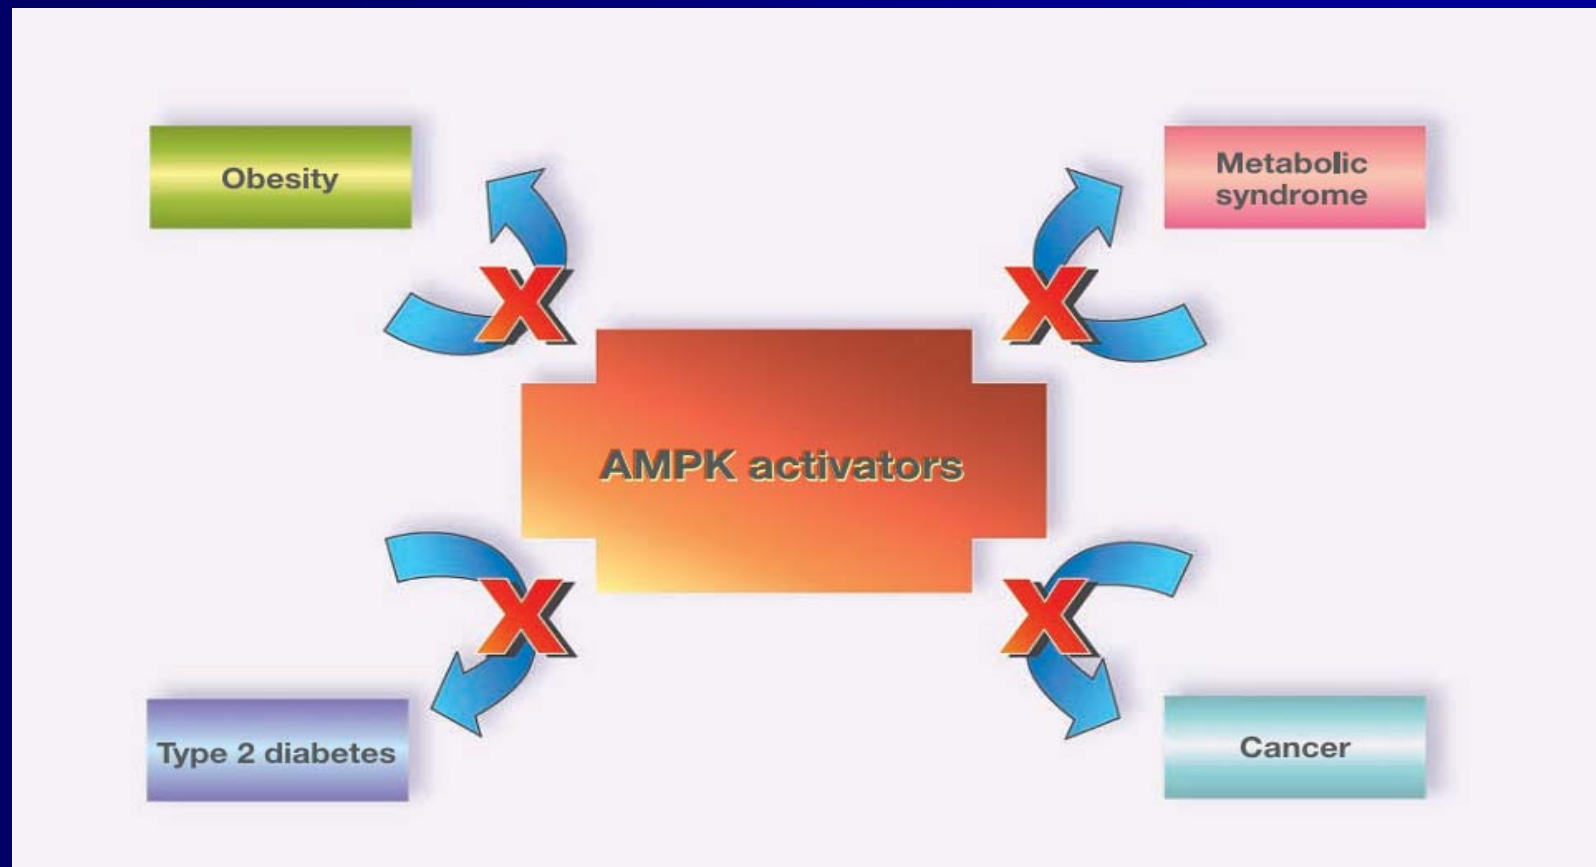 Obesity
Metabolic
syndrome
X
X
AMPK activators
X
X
Type 2 diabetes
Cancer